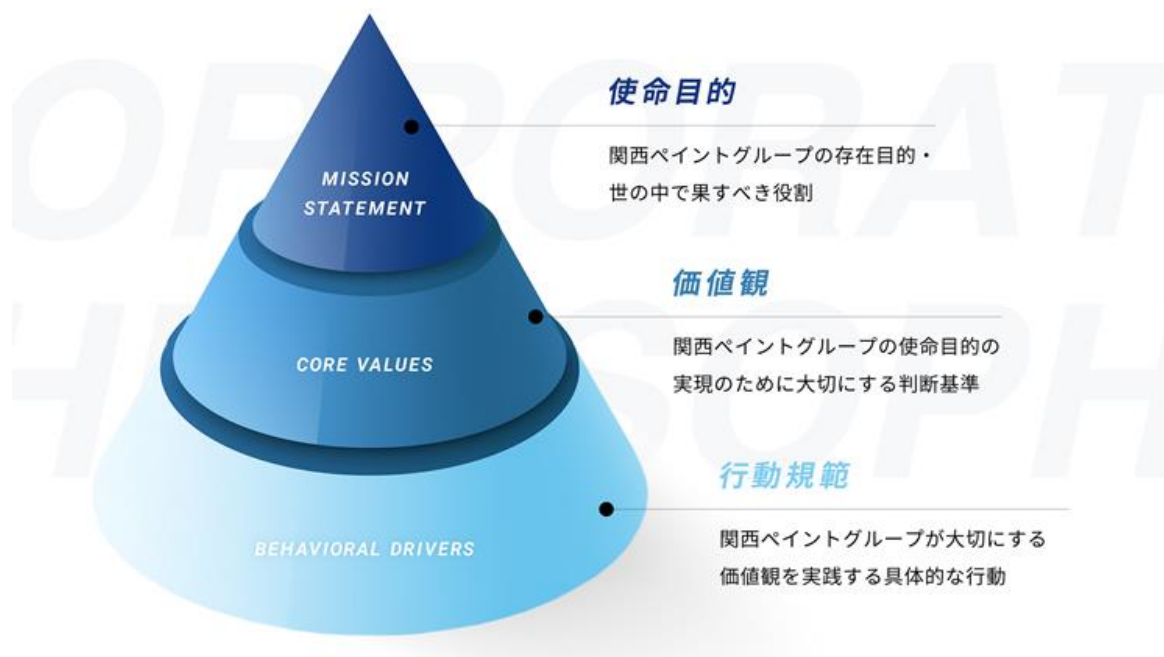 使命目的
関西ペイントグループの存在目的・
世の中で果すべき役割
MISSION
STATEMENT
価値観
関西ペイントグループの使命目的の
実現のために大切にする判断基準
CORE VALUES
行動規範
関西ペイントグループが大切にする
価値観を実践する具体的な行動
BEHAVIORAL DRIVERS